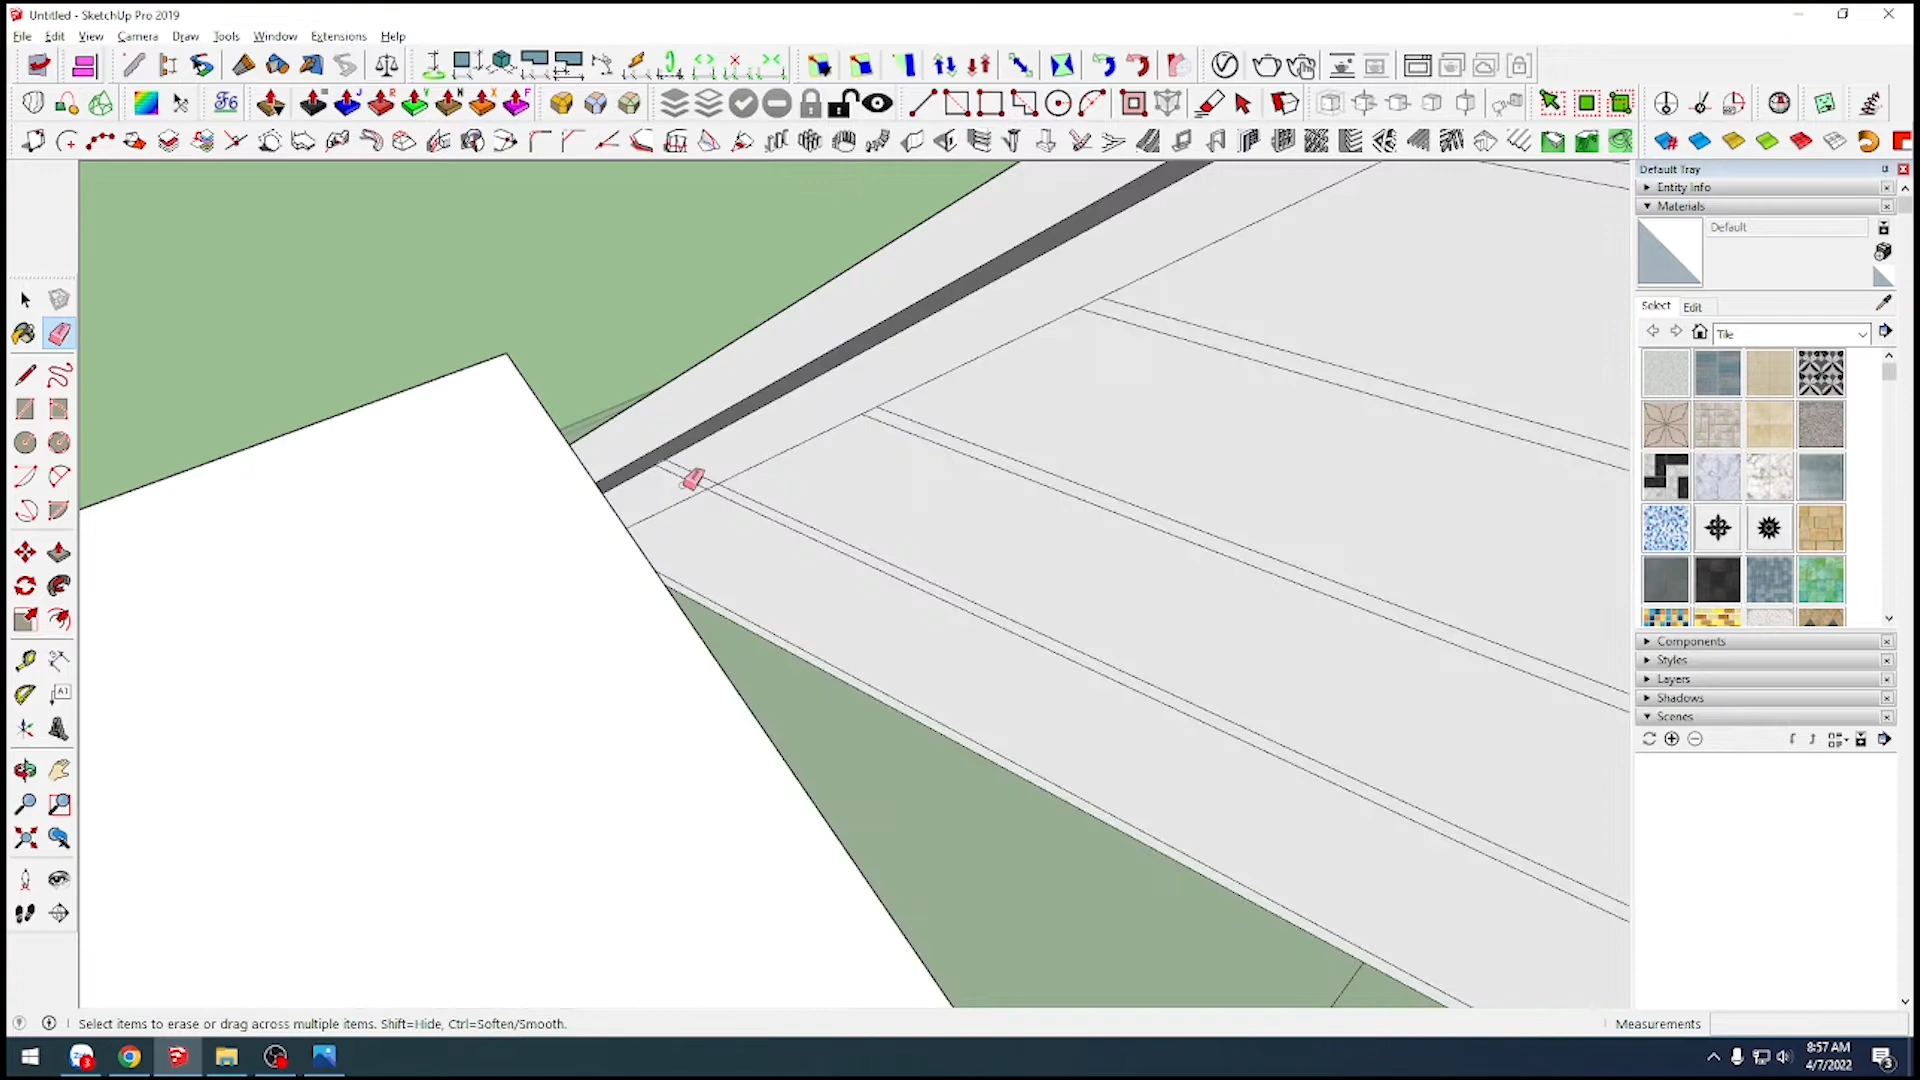 Untitled - SketchUp Pro 2019
File Edit View Camera Draw Tools Window Extensions Help
Default Tray
Entity Info
Materials
Default
Select Edit
Tile
Components
Styles
Layers
Shadows
Scenes
Select items to erase or drag across multiple items. Shift=Hide, Ctrl=Soften/Smooth.
Measurements
8:57 AM
4/7/2022